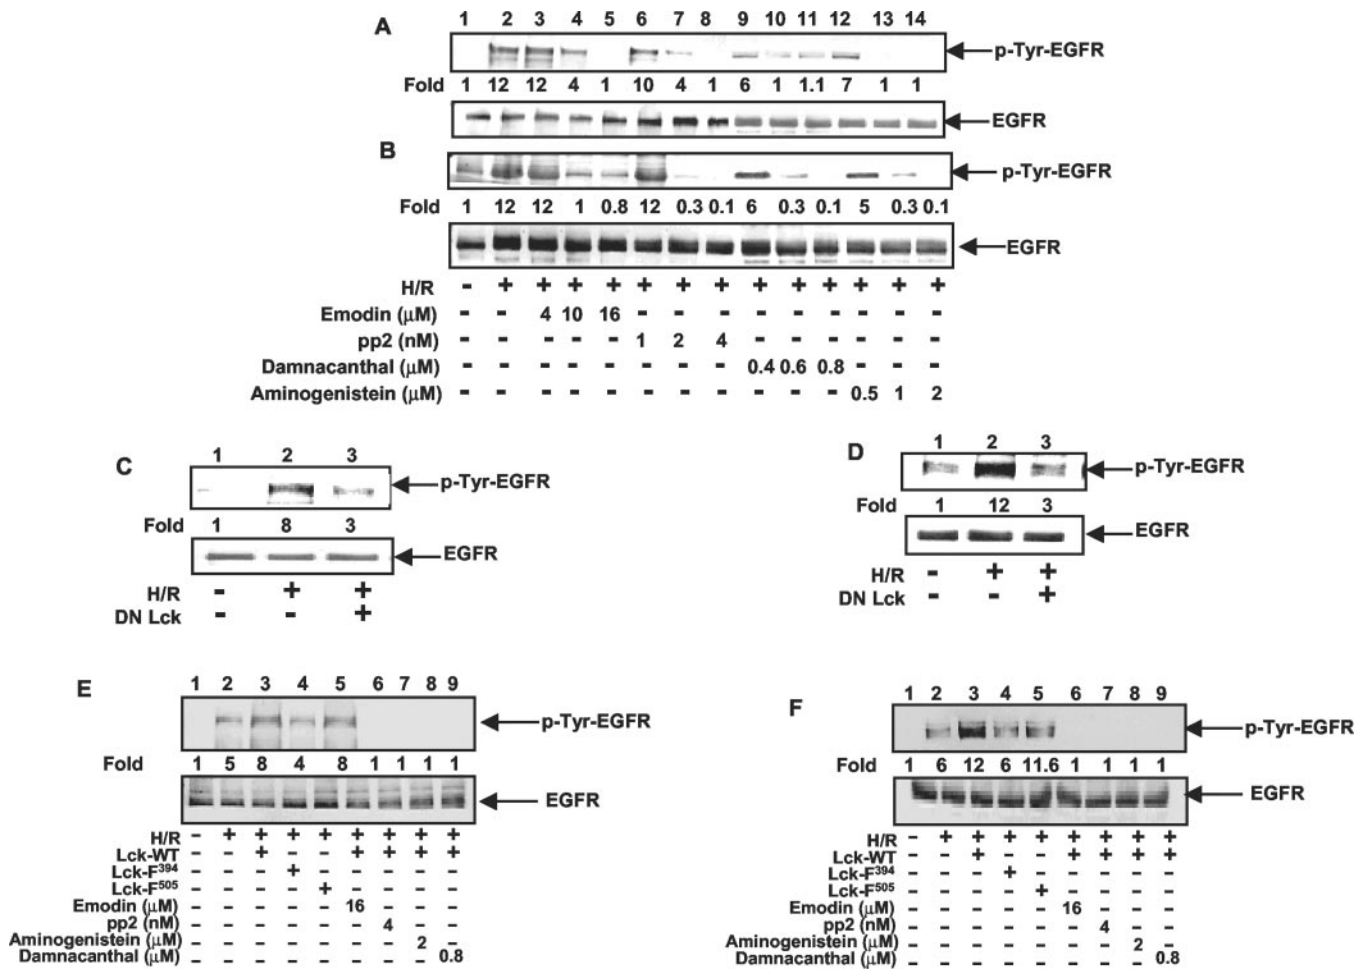 A
1 2 3 4 5 6 7 8 9 10 11 12 13 14
p-Tyr-EGFR
Fold 1 12 12 4 1 10 4 1 6 1 1.1 7 1 1
EGFR
B
p-Tyr-EGFR
Fold 1 12 12 1 0.8 12 0.3 0.1 6 0.3 0.1 5 0.3 0.1
EGFR
H/R - + + + + + + + + + + + + +
Emodin (μM) - - 4 10 16 - - - - - - - - -
pp2 (nM) - - - - - 1 2 4 - - - - - -
Damnacanthal (μM) - - - - - - - - 0.4 0.6 0.8 - - -
Aminogenistein (μM) - - - - - - - - - - - 0.5 1 2
C
1 2 3
p-Tyr-EGFR
Fold 1 8 3
EGFR
H/R - + +
DN Lck - - +
D
1 2 3
p-Tyr-EGFR
Fold 1 12 3
EGFR
H/R - + +
DN Lck - - +
E
1 2 3 4 5 6 7 8 9
p-Tyr-EGFR
Fold 1 5 8 4 8 1 1 1 1
EGFR
H/R - + + + + + + + +
Lck-WT - - + - - + + + +
Lck-F394 - - - + - - - - -
Lck-F505 - - - - + - - - -
Emodin (μM) - - - - - 16 - - -
pp2 (nM) - - - - - - 4 - -
Aminogenistein (μM) - - - - - - - 2 -
Damnacanthal (μM) - - - - - - - - 0.8
F
1 2 3 4 5 6 7 8 9
p-Tyr-EGFR
Fold 1 6 12 6 11.6 1 1 1 1
EGFR
H/R - + + + + + + + +
Lck-WT - - + - - + + + +
Lck-F394 - - - + - - - - -
Lck-F505 - - - - + - - - -
Emodin (μM) - - - - - 16 - - -
pp2 (nM) - - - - - - 4 - -
Aminogenistein (μM) - - - - - - - 2 -
Damnacanthal (μM) - - - - - - - - 0.8